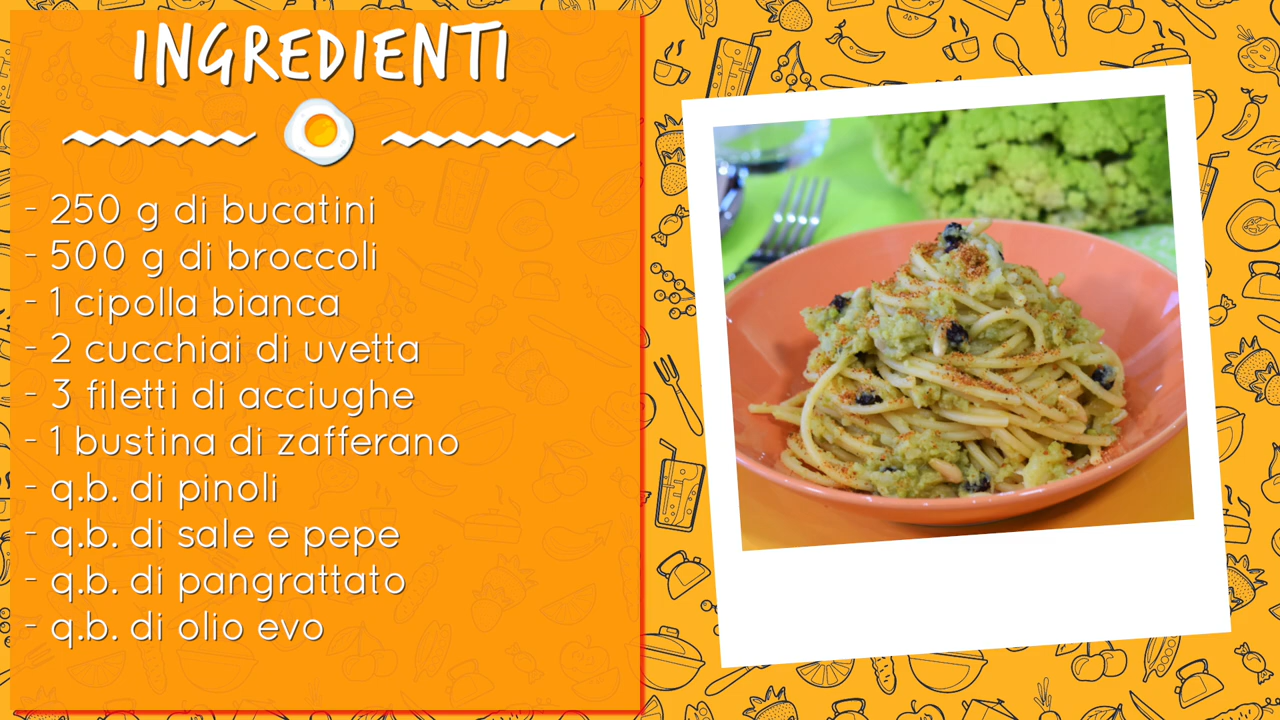 INGREDIENTI
- 250 g di bucatini
- 500 g di broccoli
- 1 cipolla bianca
- 2 cucchiai di uvetta
- 3 filetti di acciughe
- 1 bustina di zafferano
- q.b. di pinoli
- q.b. di sale e pepe
- q.b. di pangrattato
- q.b. di olio evo